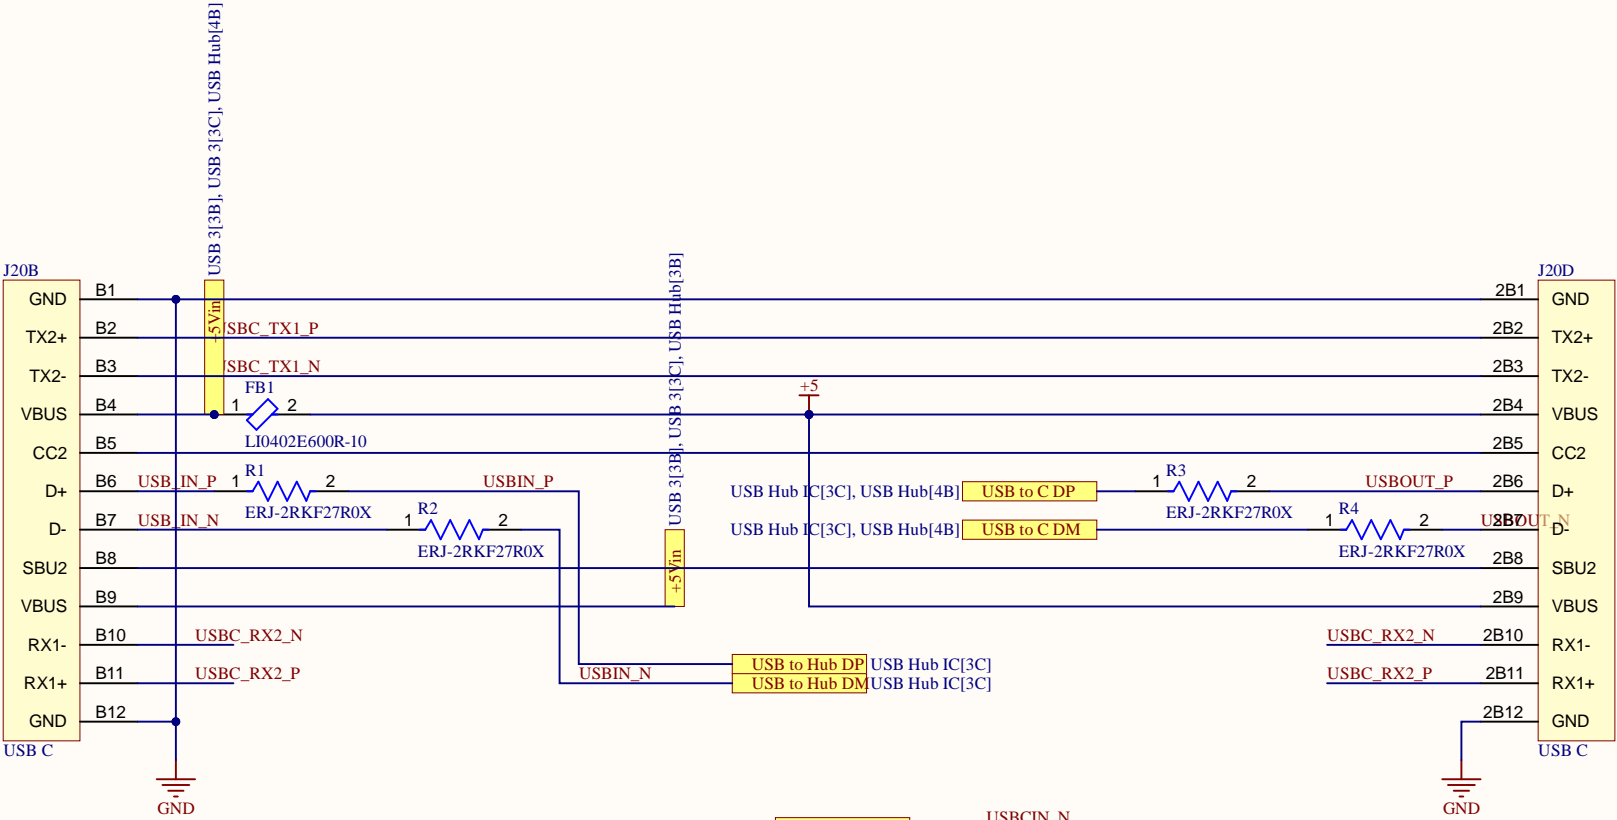 USB 3[3B], USB 3[3C], USB Hub[4B]
+5Vin
USB 3[3B], USB 3[3C], USB Hub[3B]
+5Vin
J20B
GND B1
TX2+ B2 USBC_TX1_P
TX2- B3 USBC_TX1_N
VBUS B4
CC2 B5
D+ B6 USB_IN_P
D- B7 USB_IN_N
SBU2 B8
VBUS B9
RX1- B10 USBC_RX2_N
RX1+ B11 USBC_RX2_P
GND B12
USB C
GND
FB1
1 2
LI0402E600R-10
R1
1 2 USBIN_P
ERJ-2RKF27R0X
R2
1 2
ERJ-2RKF27R0X
USBIN_N
USB to Hub DP USB Hub IC[3C]
USB to Hub DM USB Hub IC[3C]
+5
USB Hub IC[3C], USB Hub[4B] USB to C DP
USB Hub IC[3C], USB Hub[4B] USB to C DM
R3
1 2 USBOUT_P
ERJ-2RKF27R0X
R4
1 2 USBOUT_N
ERJ-2RKF27R0X
USBC_RX2_N
USBC_RX2_P
J20D
2B1 GND
2B2 TX2+
2B3 TX2-
2B4 VBUS
2B5 CC2
2B6 D+
2B7 D-
2B8 SBU2
2B9 VBUS
2B10 RX1-
2B11 RX1+
2B12 GND
USB C
GND
USBCIN_N